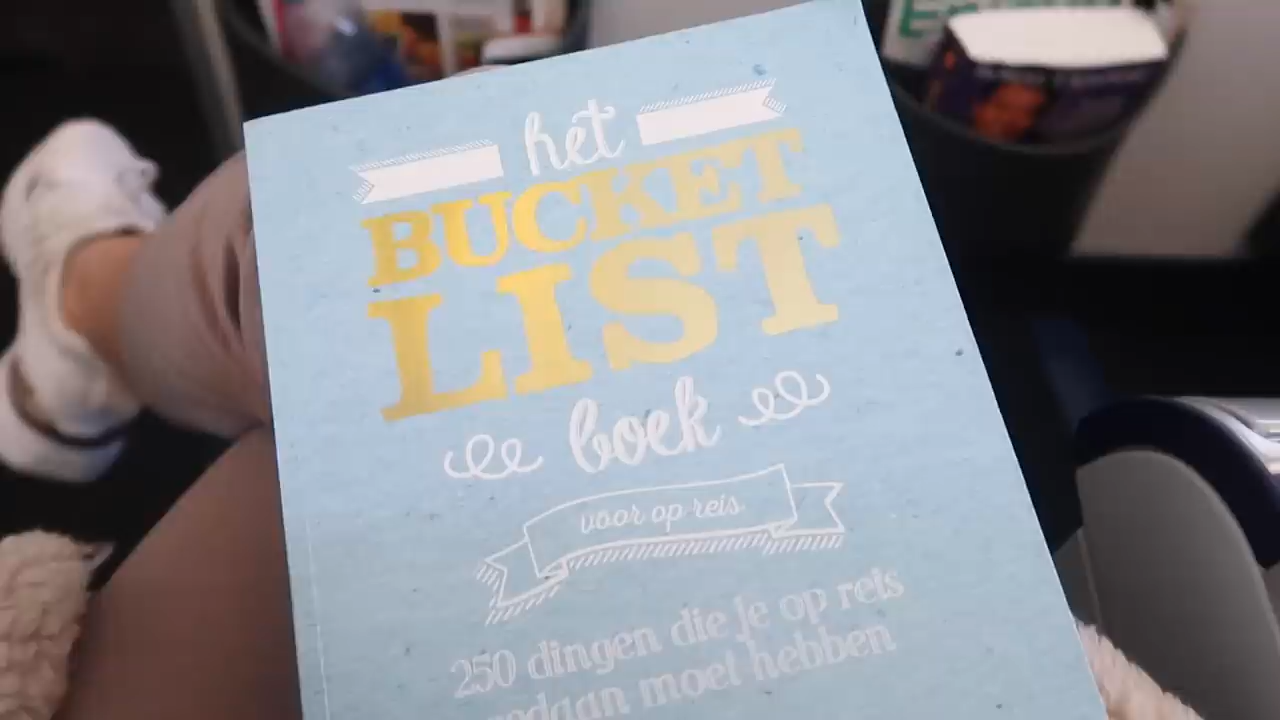 het
BUCKET
LIST
boek
voor op reis
250 dingen die je op reis
gedaan moet hebben